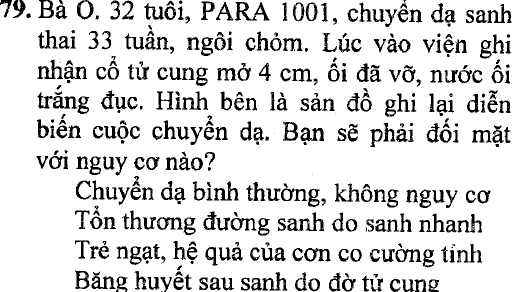 79. Bà O. 32 tuổi, PARA 1001, chuyển dạ sanh
thai 33 tuần, ngôi chỏm. Lúc vào viện ghi
nhận cổ tử cung mở 4 cm, ối đã vỡ, nước ối
trắng đục. Hình bên là sản đồ ghi lại diễn
biến cuộc chuyển dạ. Bạn sẽ phải đối mặt
với nguy cơ nào?
Chuyển dạ bình thường, không nguy cơ
Tổn thương đường sanh do sanh nhanh
Trẻ ngạt, hệ quả của cơn co cường tính
Băng huyết sau sanh do đờ tử cung